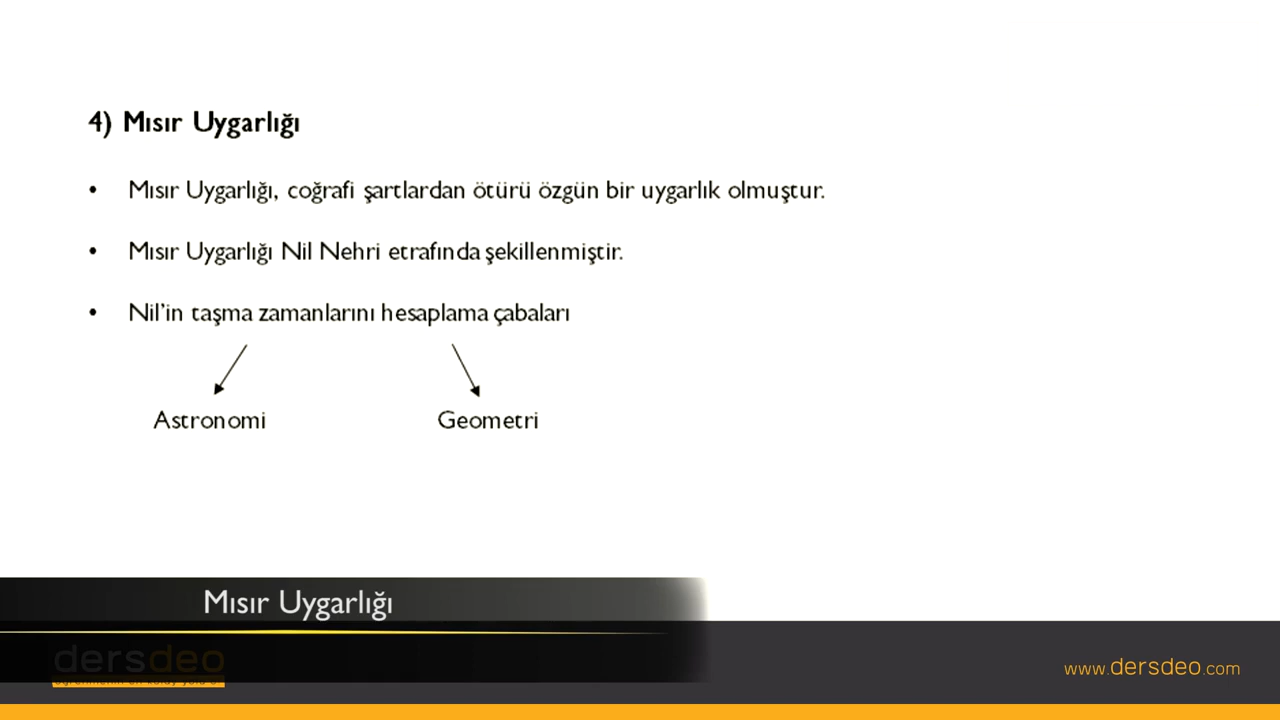 4) Mısır Uygarlığı
• Mısır Uygarlığı, coğrafi şartlardan ötürü özgün bir uygarlık olmuştur.
• Mısır Uygarlığı Nil Nehri etrafında şekillenmiştir.
• Nil’in taşma zamanlarını hesaplama çabaları
Astronomi Geometri
Mısır Uygarlığı
dersdeo
www.dersdeo.com